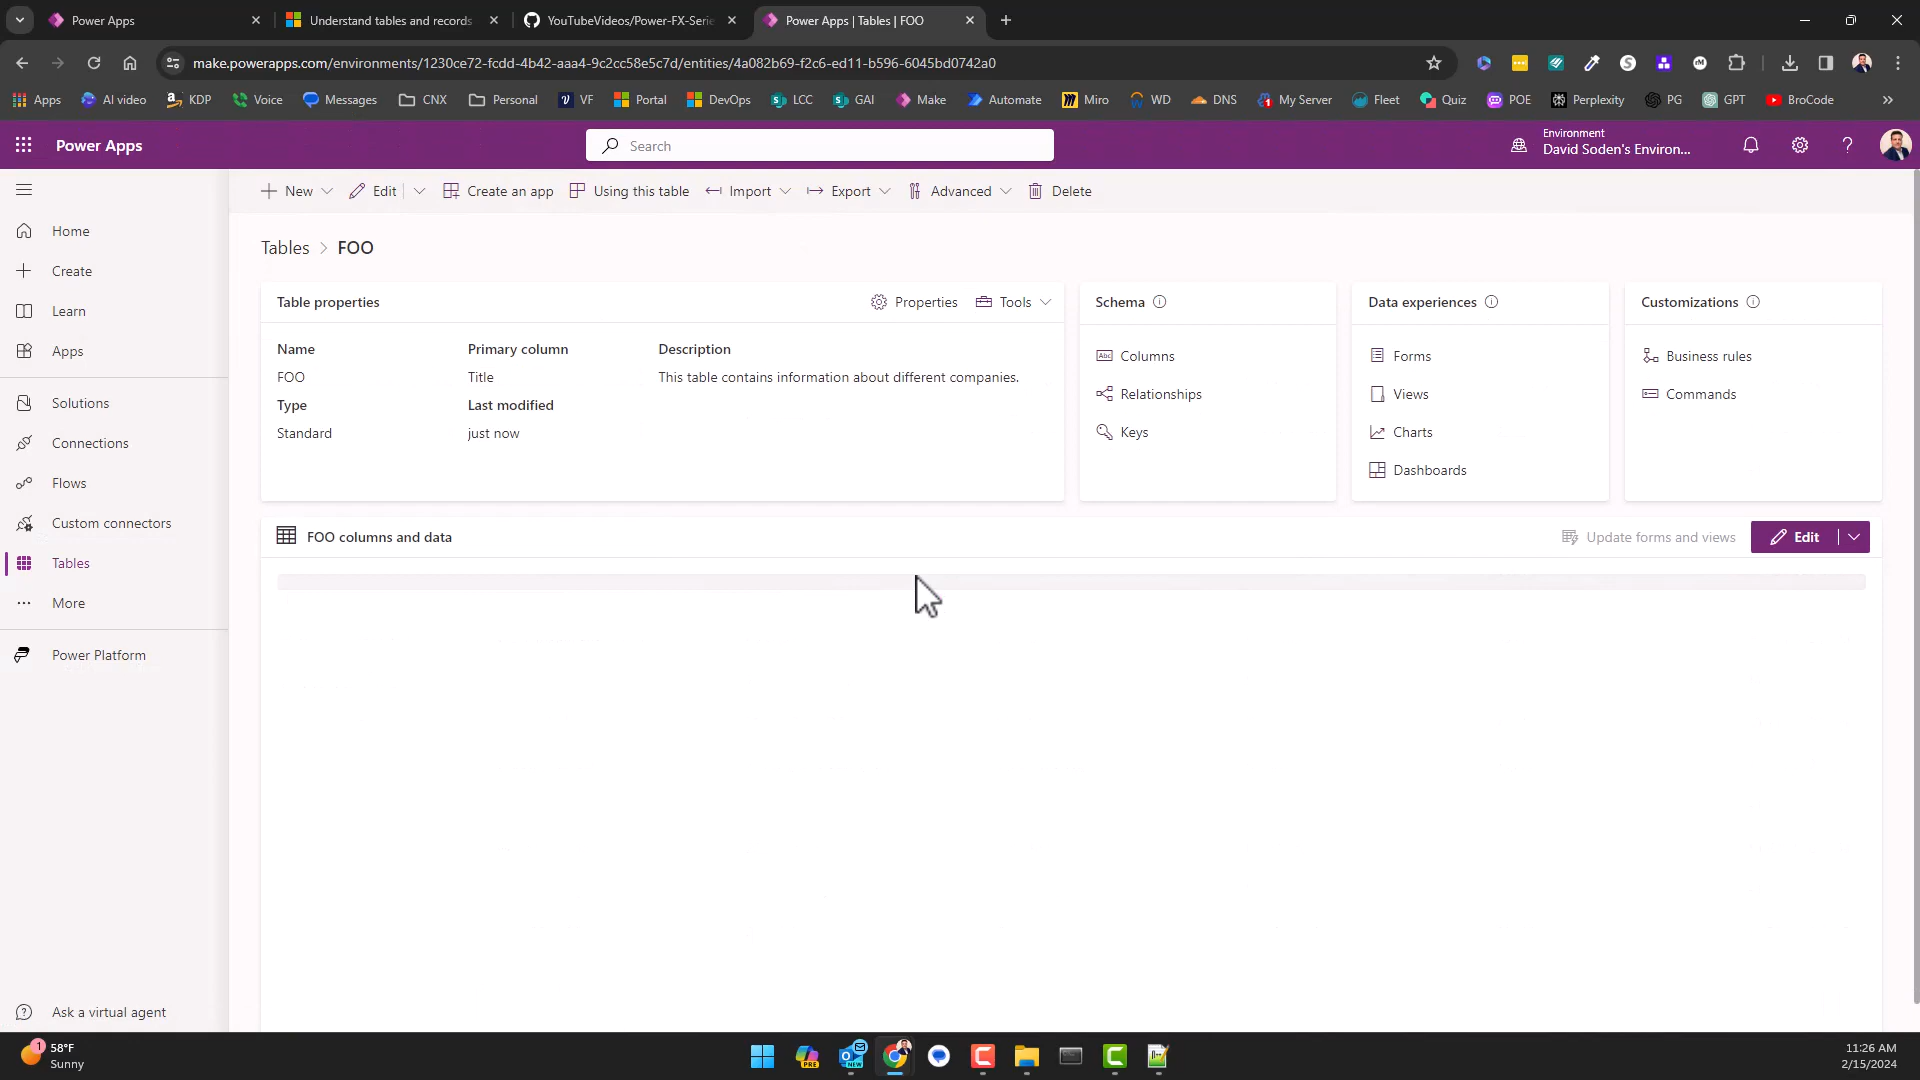 Power Apps
Understand tables and records
YouTubeVideos/Power-FX-Serie
Power Apps | Tables | FOO
make.powerapps.com/environments/1230ce72-fcdd-4b42-aaa4-9c2cc58e5c7d/entities/4a082b69-f2c6-ed11-b596-6045bd0742a0
Apps
AI video
KDP
Voice
Messages
CNX
Personal
VF
Portal
DevOps
LCC
GAI
Make
Automate
Miro
WD
DNS
My Server
Fleet
Quiz
POE
Perplexity
PG
GPT
BroCode
Power Apps
Search
Environment
David Soden's Environ...
New
Edit
Create an app
Using this table
Import
Export
Advanced
Delete
Home
Create
Learn
Apps
Solutions
Connections
Flows
Custom connectors
Tables
More
Power Platform
Ask a virtual agent
Tables > FOO
Table properties
Properties
Tools
Name
Primary column
Description
FOO
Title
This table contains information about different companies.
Type
Last modified
Standard
just now
Schema
Columns
Relationships
Keys
Data experiences
Forms
Views
Charts
Dashboards
Customizations
Business rules
Commands
FOO columns and data
Update forms and views
Edit
1
58°F
Sunny
PRE
NEW
11:26 AM
2/15/2024